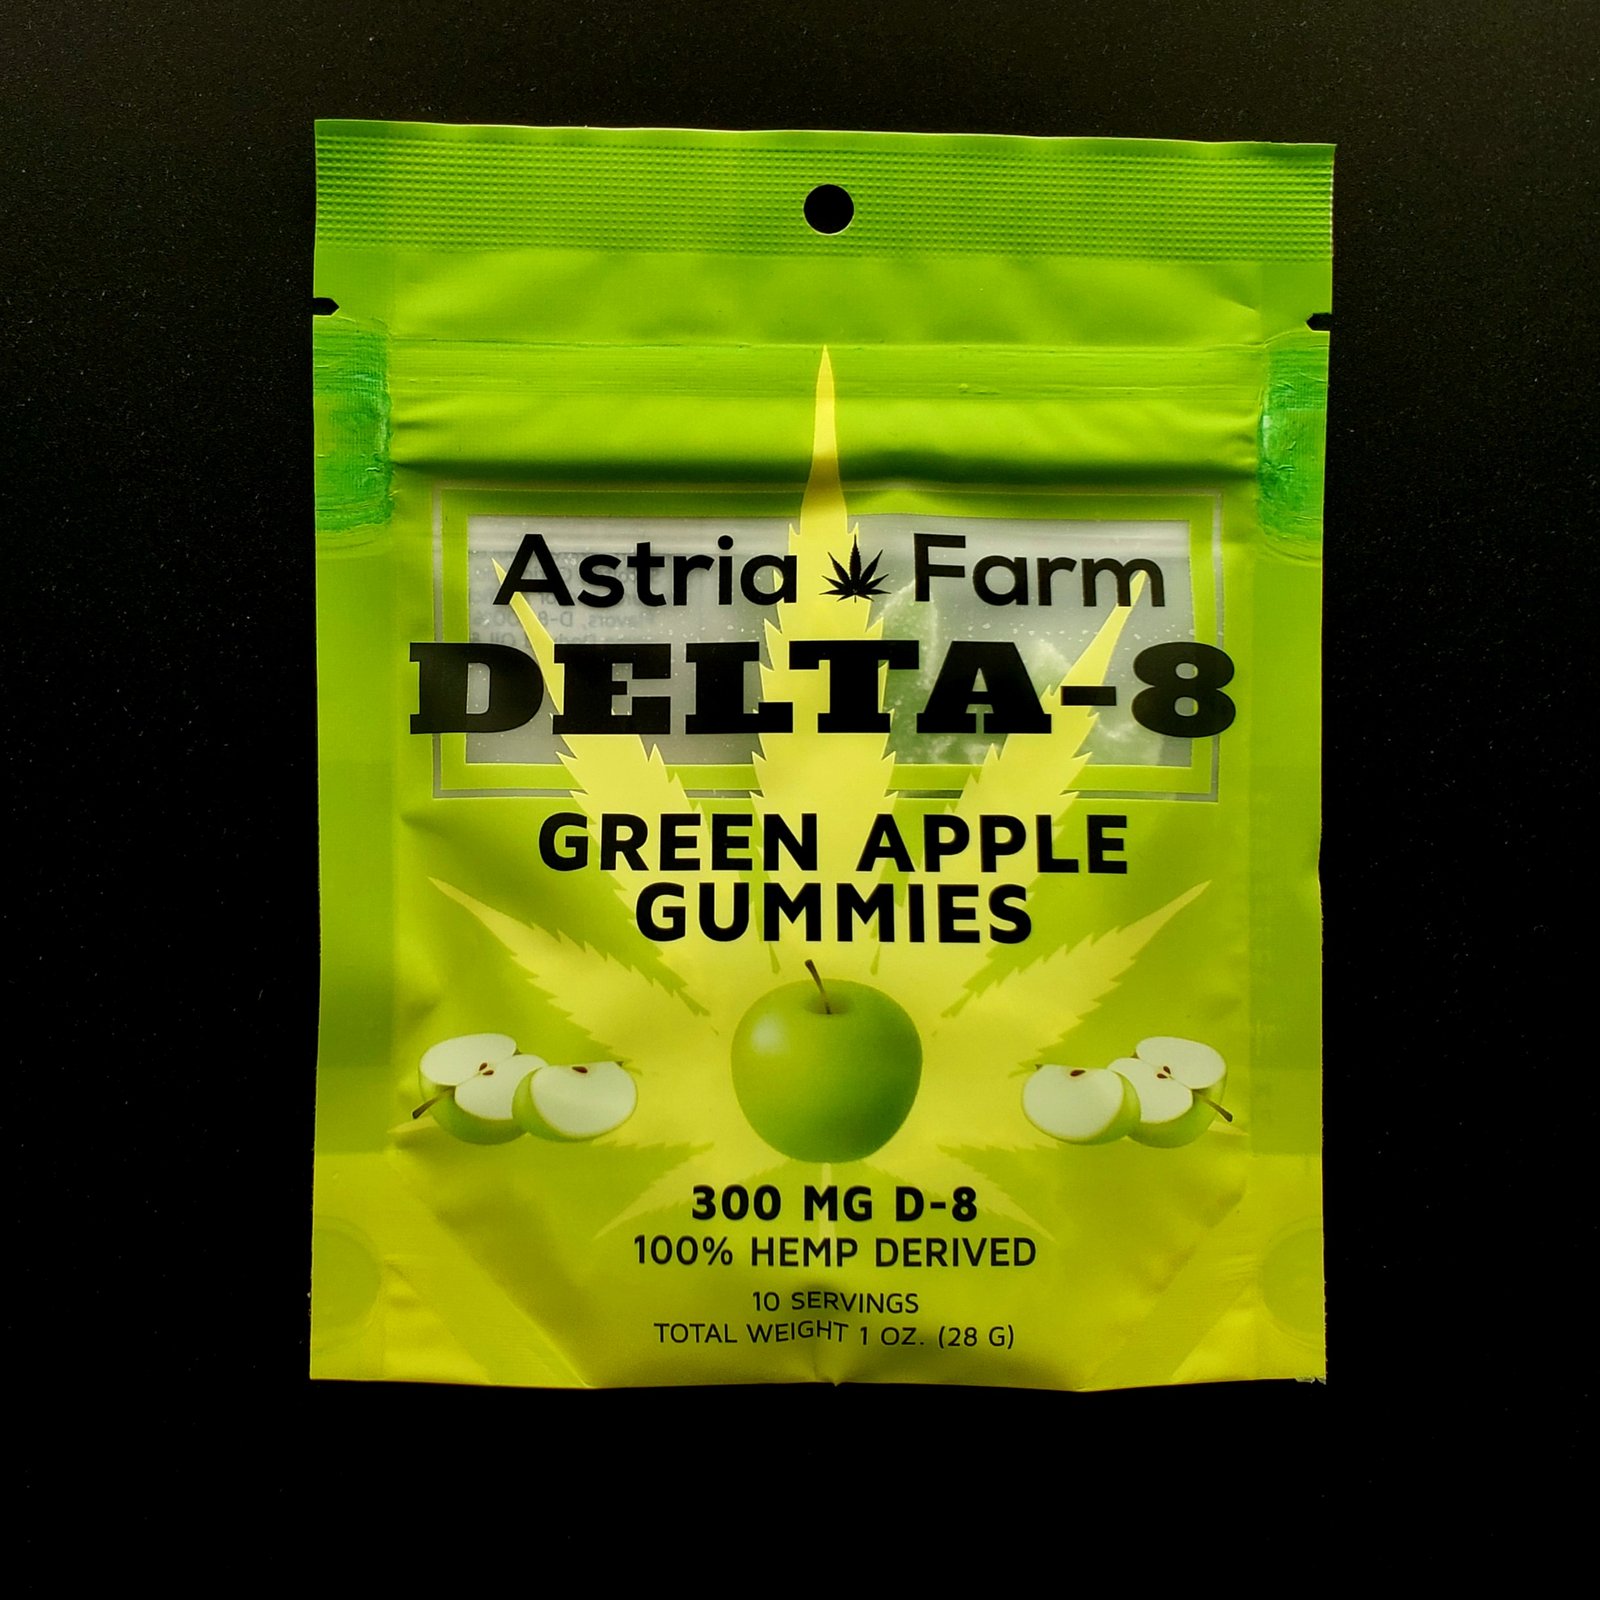 Astria Farm
DELTA-8
GREEN APPLE
GUMMIES
300 MG D-8
100% HEMP DERIVED
10 SERVINGS
TOTAL WEIGHT 1 OZ. (28 G)